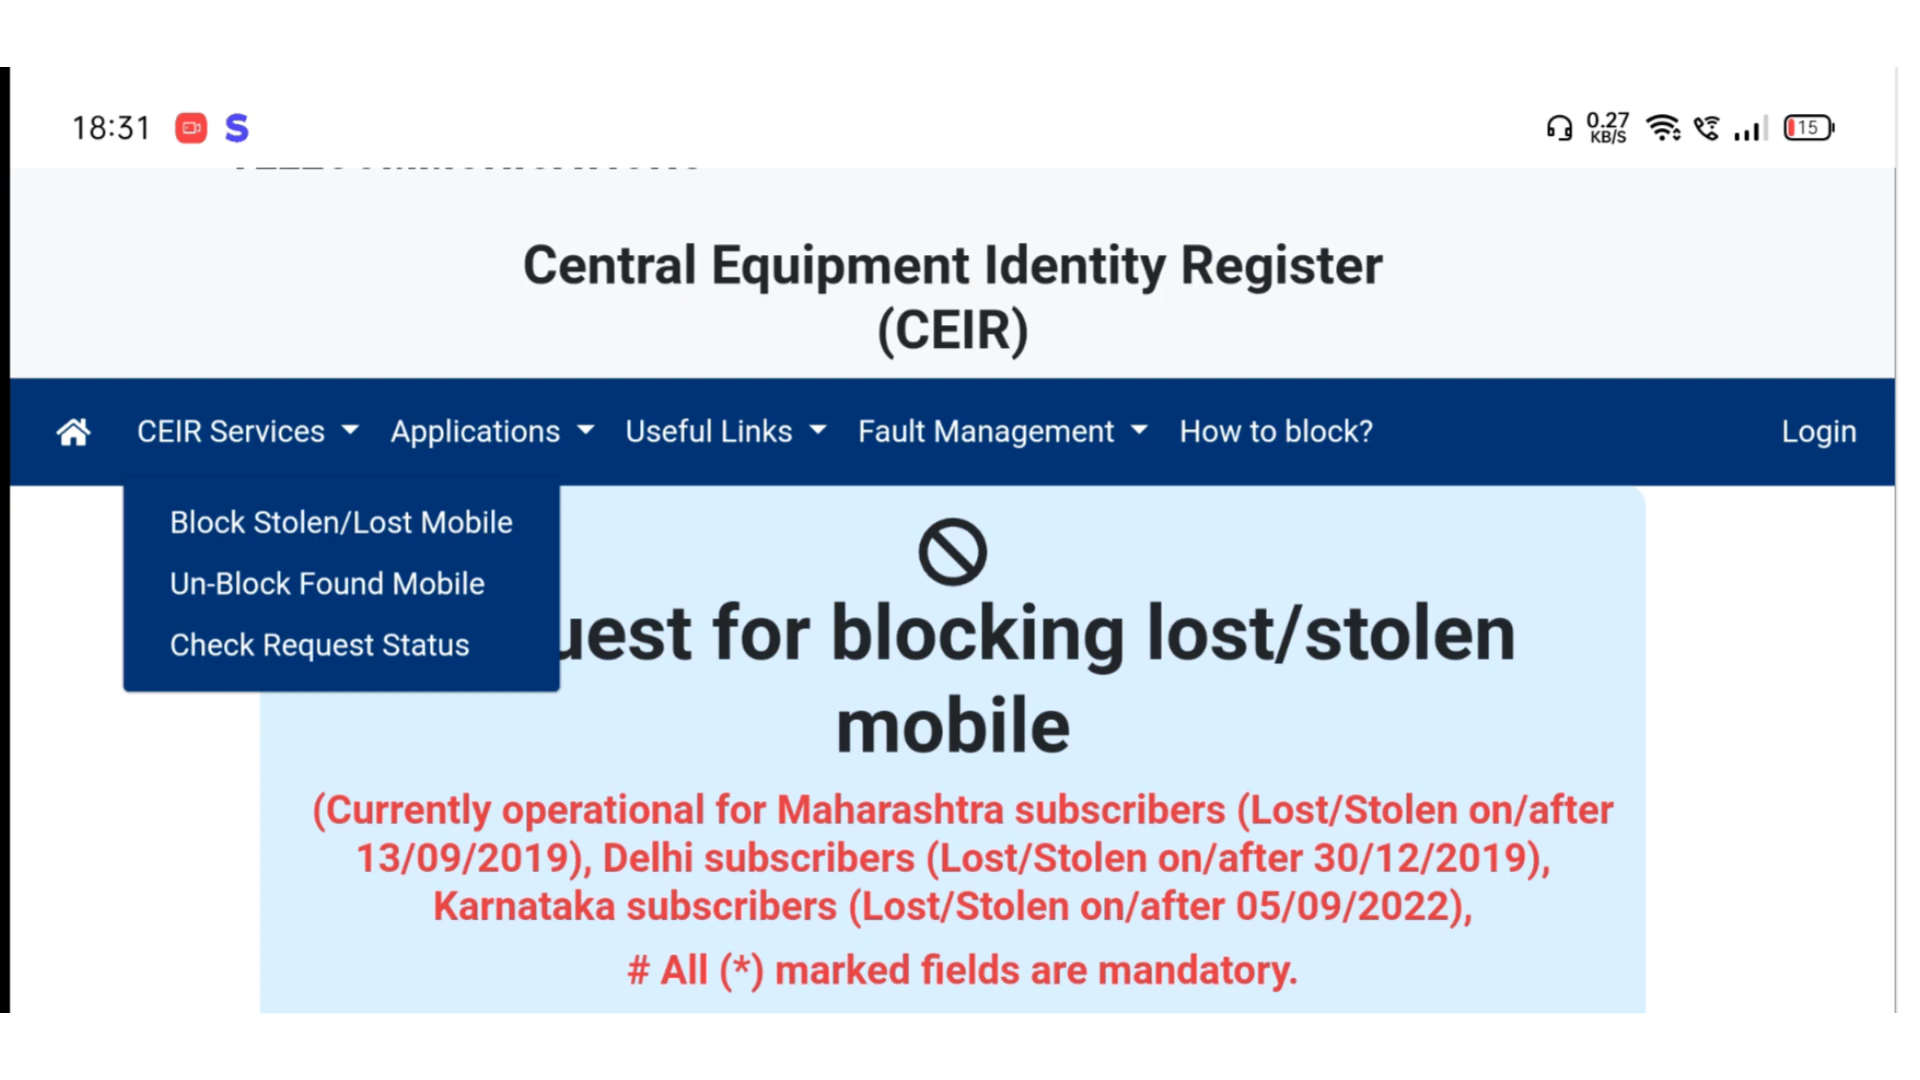 18:31 S 0.27 KB/S 15
Central Equipment Identity Register
(CEIR)
CEIR Services Applications Useful Links Fault Management How to block? Login
Block Stolen/Lost Mobile
Un-Block Found Mobile
Check Request Status
uest for blocking lost/stolen
mobile
(Currently operational for Maharashtra subscribers (Lost/Stolen on/after
13/09/2019), Delhi subscribers (Lost/Stolen on/after 30/12/2019),
Karnataka subscribers (Lost/Stolen on/after 05/09/2022),
# All (*) marked fields are mandatory.